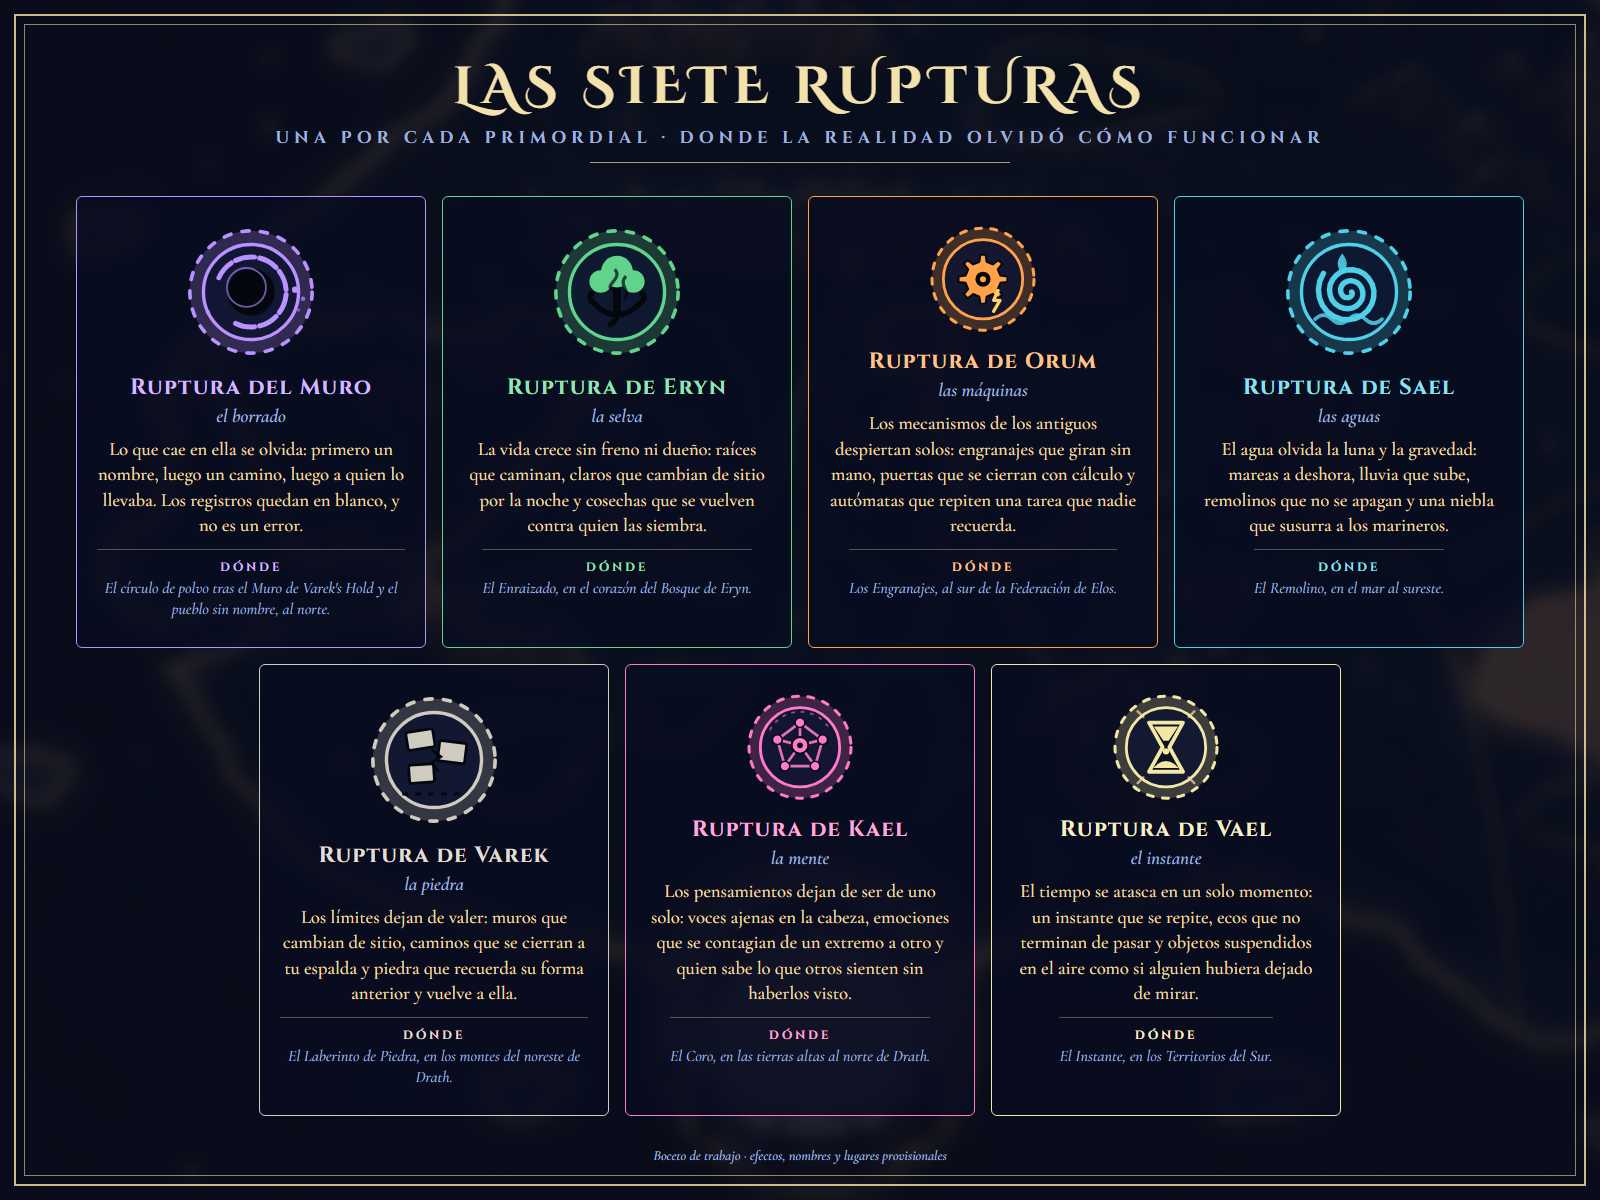 LAS SIETE RUPTURAS
UNA POR CADA PRIMORDIAL · DONDE LA REALIDAD OLVIDÓ CÓMO FUNCIONAR
RUPTURA DEL MURO
el borrado
Lo que cae en ella se olvida: primero un
nombre, luego un camino, luego a quien lo
llevaba. Los registros quedan en blanco, y
no es un error.
DÓNDE
El círculo de polvo tras el Muro de Varek's Hold y el
pueblo sin nombre, al norte.
RUPTURA DE ERYN
la selva
La vida crece sin freno ni dueño: raíces
que caminan, claros que cambian de sitio
por la noche y cosechas que se vuelven
contra quien las siembra.
DÓNDE
El Enraizado, en el corazón del Bosque de Eryn.
RUPTURA DE ORUM
las máquinas
Los mecanismos de los antiguos
despiertan solos: engranajes que giran sin
mano, puertas que se cierran con cálculo y
autómatas que repiten una tarea que nadie
recuerda.
DÓNDE
Los Engranajes, al sur de la Federación de Elos.
RUPTURA DE SAEL
las aguas
El agua olvida la luna y la gravedad:
mareas a deshora, lluvia que sube,
remolinos que no se apagan y una niebla
que susurra a los marineros.
DÓNDE
El Remolino, en el mar al sureste.
RUPTURA DE VAREK
la piedra
Los límites dejan de valer: muros que
cambian de sitio, caminos que se cierran a
tu espalda y piedra que recuerda su forma
anterior y vuelve a ella.
DÓNDE
El Laberinto de Piedra, en los montes del noreste de
Drath.
RUPTURA DE KAEL
la mente
Los pensamientos dejan de ser de uno
solo: voces ajenas en la cabeza, emociones
que se contagian de un extremo a otro y
quien sabe lo que otros sienten sin
haberlos visto.
DÓNDE
El Coro, en las tierras altas al norte de Drath.
RUPTURA DE VAEL
el instante
El tiempo se atasca en un solo momento:
un instante que se repite, ecos que no
terminan de pasar y objetos suspendidos
en el aire como si alguien hubiera dejado
de mirar.
DÓNDE
El Instante, en los Territorios del Sur.
Boceto de trabajo · efectos, nombres y lugares provisionales